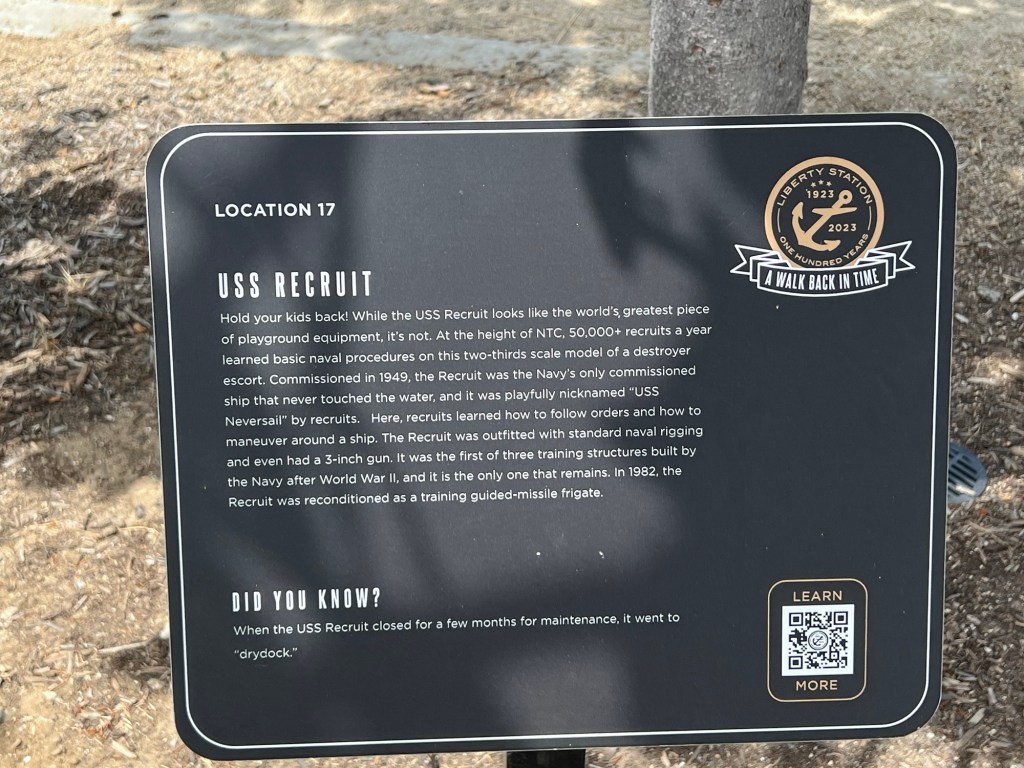 LOCATION 17
LIBERTY STATION
1923
2023
ONE HUNDRED YEARS
A WALK BACK IN TIME
USS RECRUIT
Hold your kids back! While the USS Recruit looks like the world's greatest piece
of playground equipment, it's not. At the height of NTC, 50,000+ recruits a year
learned basic naval procedures on this two-thirds scale model of a destroyer
escort. Commissioned in 1949, the Recruit was the Navy's only commissioned
ship that never touched the water, and it was playfully nicknamed "USS
Neversail" by recruits. Here, recruits learned how to follow orders and how to
maneuver around a ship. The Recruit was outfitted with standard naval rigging
and even had a 3-inch gun. It was the first of three training structures built by
the Navy after World War II, and it is the only one that remains. In 1982, the
Recruit was reconditioned as a training guided-missile frigate.
DID YOU KNOW?
When the USS Recruit closed for a few months for maintenance, it went to
"drydock."
LEARN
MORE